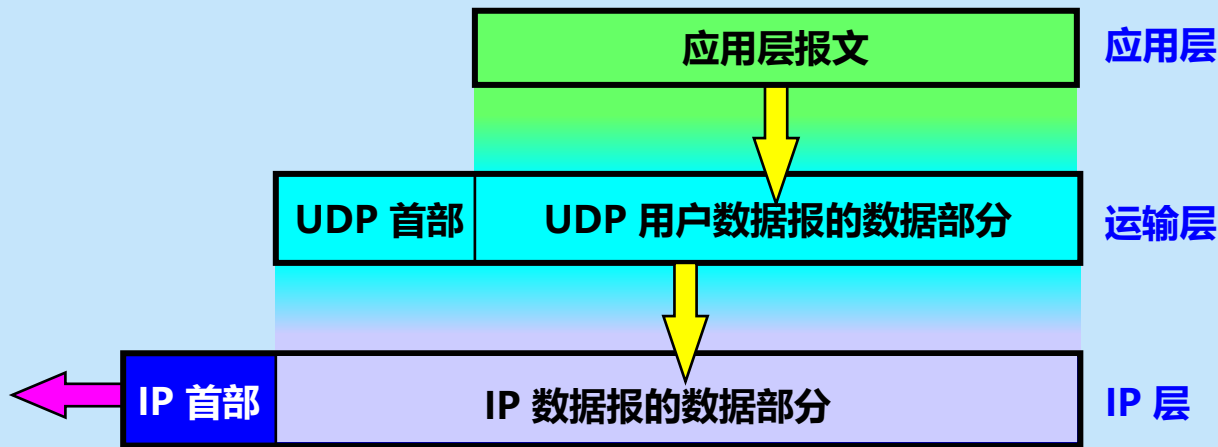 应用层报文 应用层
UDP 首部 UDP 用户数据报的数据部分 运输层
IP 首部 IP 数据报的数据部分 IP 层